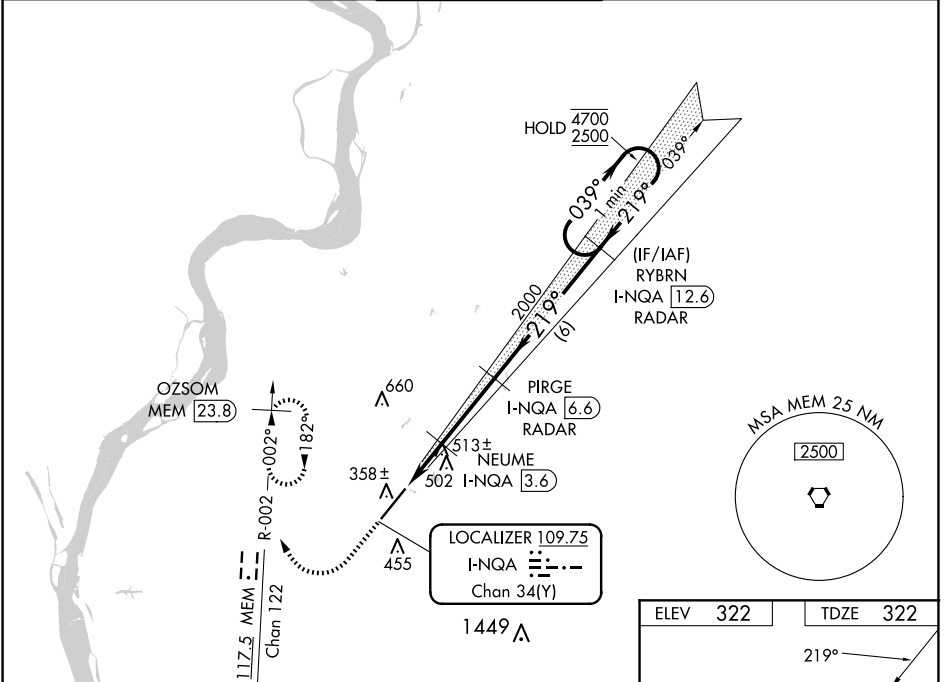 HOLD 4700
2500
039°
1 min
219°
039°
(IF/IAF)
RYBRN
I-NQA 12.6
RADAR
2000
219°
(6)
OZSOM
MEM 23.8
002°
182°
R-002
660
PIRGE
I-NQA 6.6
RADAR
513±
NEUME
502 I-NQA 3.6
358±
455
LOCALIZER 109.75
I-NQA
Chan 34(Y)
1449
117.5 MEM
Chan 122
MSA MEM 25 NM
2500
ELEV 322
TDZE 322
219°